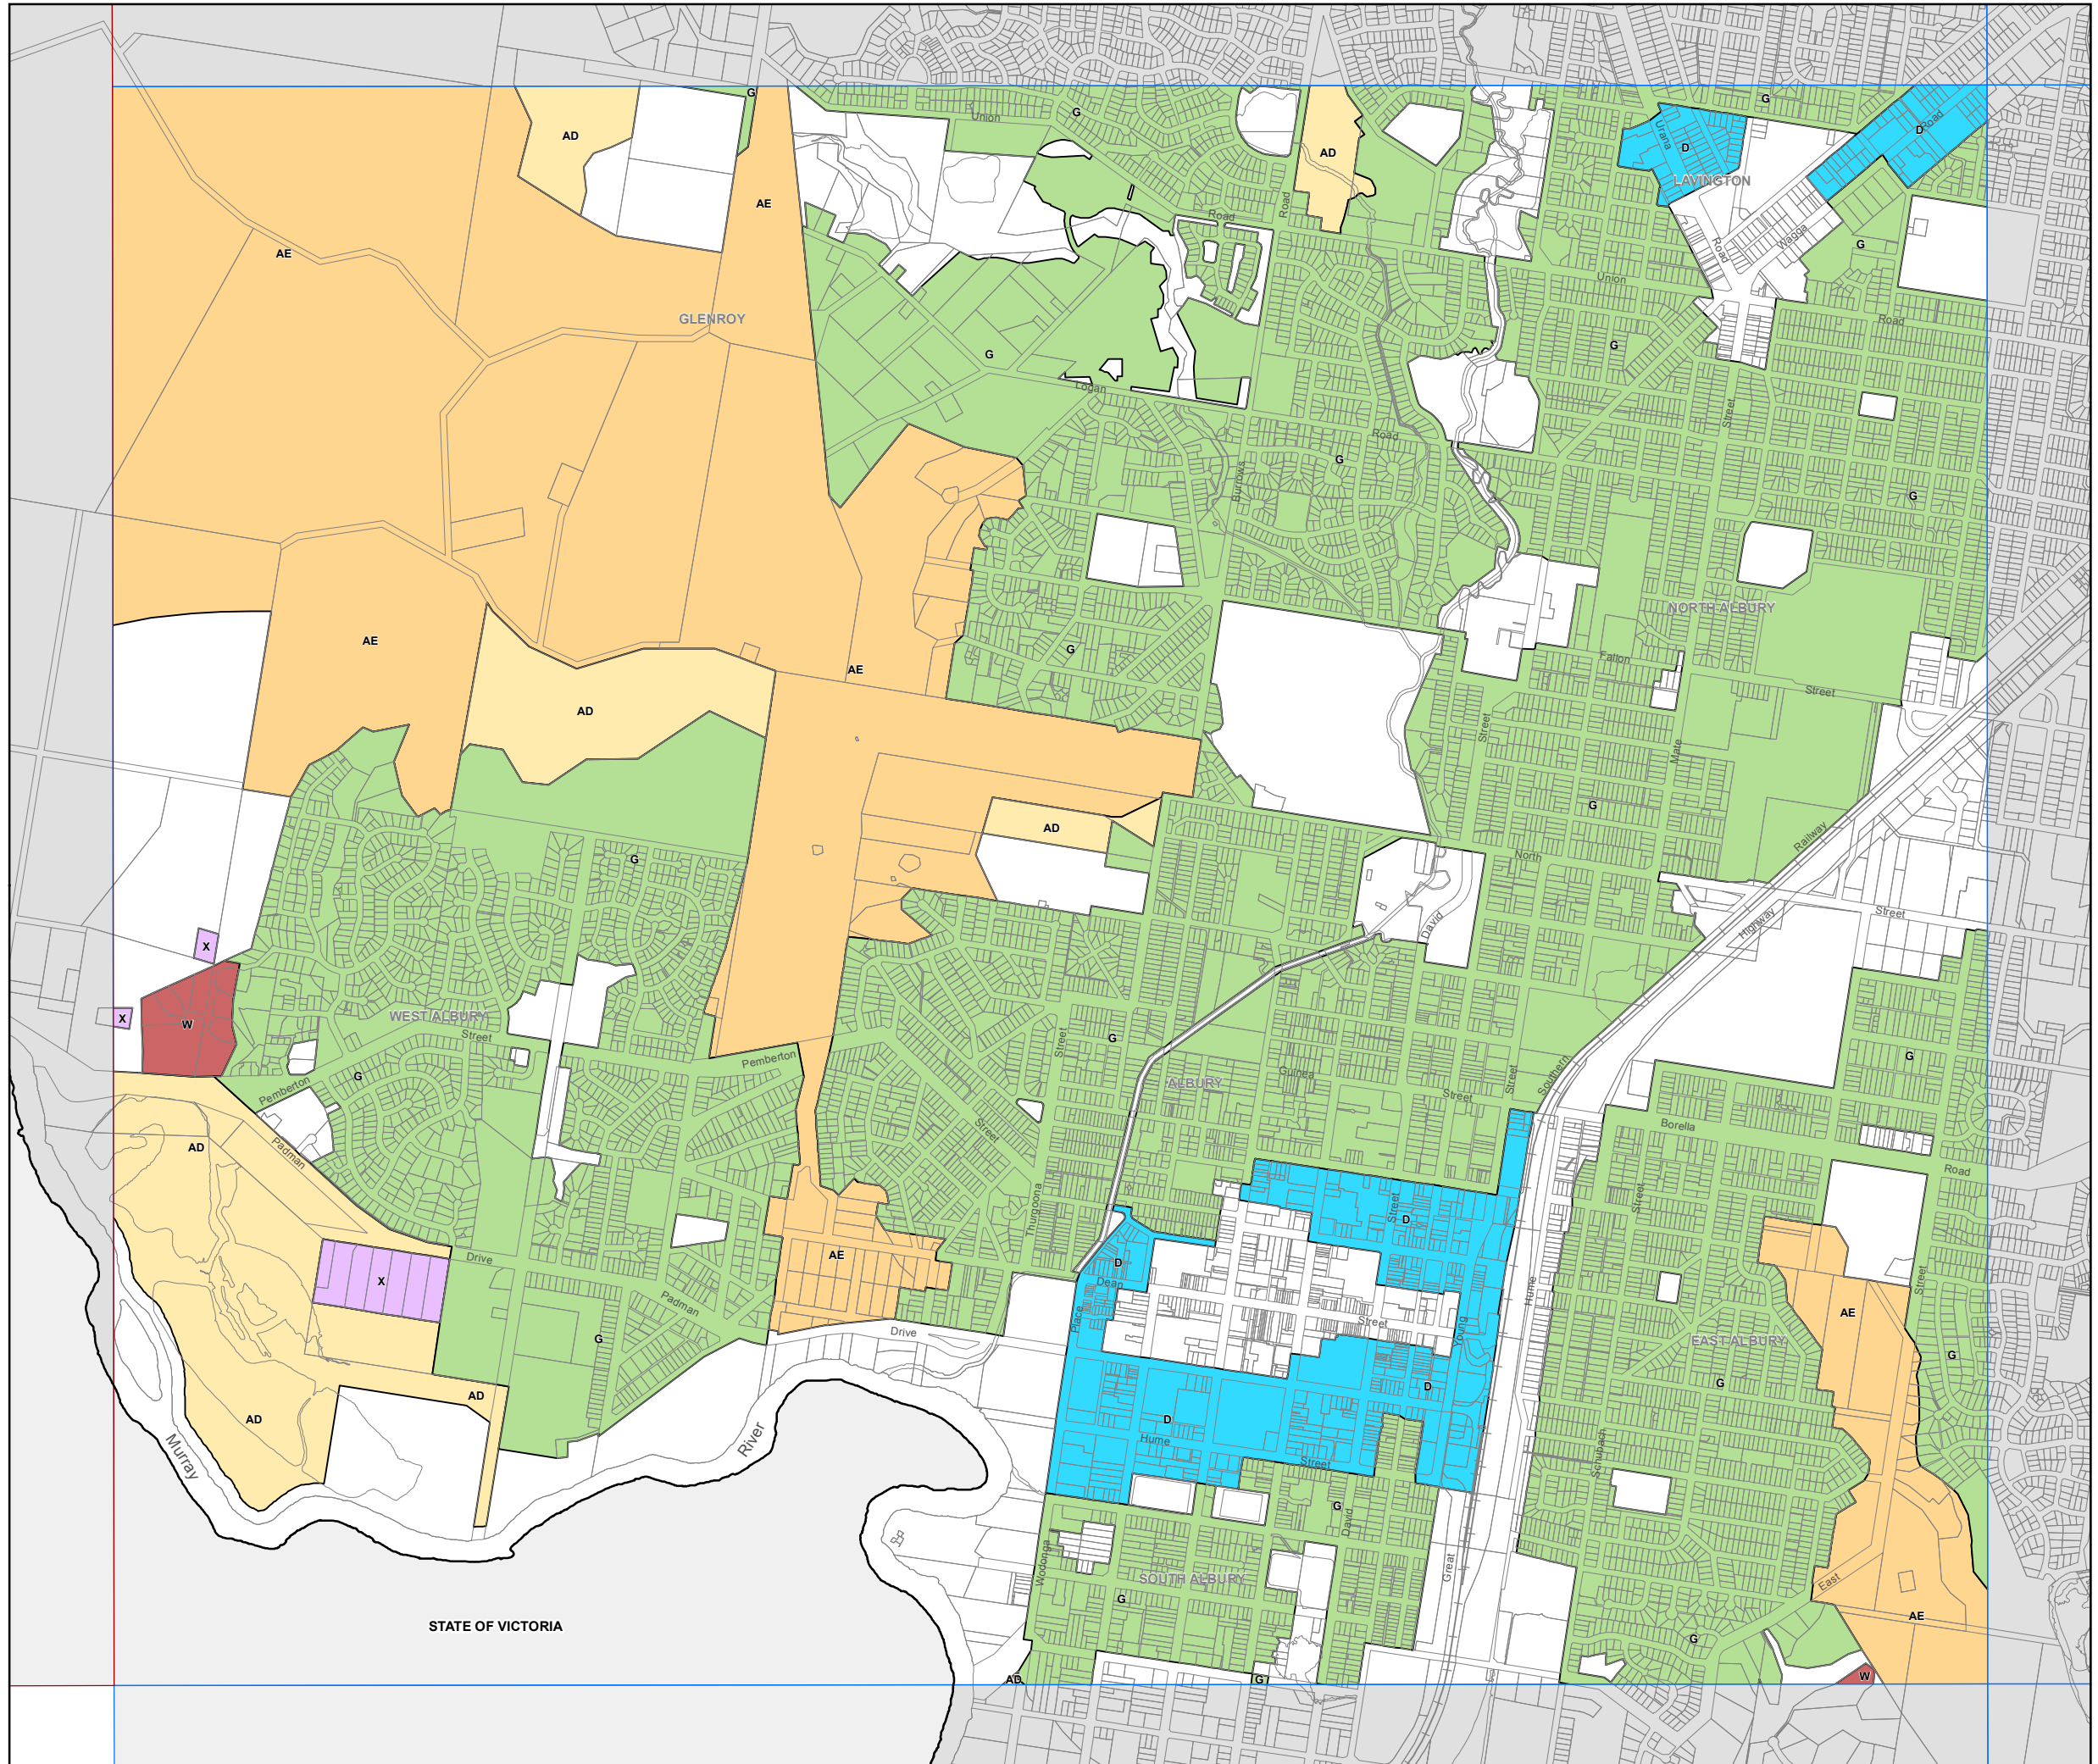 G
Union
G
G
AD
AD
Urana
D
D
Road
LAVINGTON
AE
Road
Road
G
AE
Road
Wagga
Union
GLENROY
Road
G
G
Logan
Street
Road
G
Burrows
G
NORTH ALBURY
AE
G
Fallon
AE
Street
AD
Street
Mate
G
AD
Railway
North
G
Street
David
Highway
X
X
W
WEST ALBURY
Street
G
Street
G
Pemberton
Southern
G
Guinea
ALBURY
Street
Street
Pemberton
Borella
Street
AD
Padman
Road
Street
Street
Thurgoona
D
Drive
AE
D
Dean
X
Hume
Street
Padman
AE
Place
Street
Drive
Young
G
EAST ALBURY
G
G
AD
D
AD
D
Murray
River
Hume
Street
Schubach
G
David
Wodonga
Great
SOUTH ALBURY
East
G
STATE OF VICTORIA
AE
G
AD
G
W